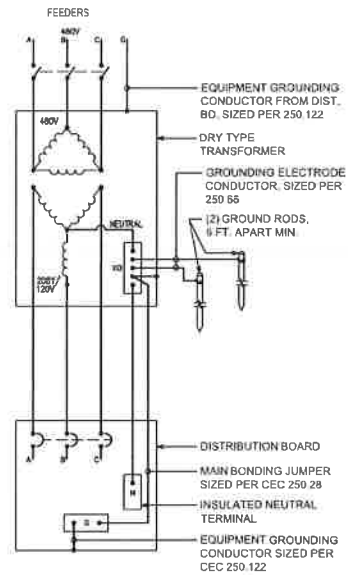 FEEDERS
480V
A B C G
EQUIPMENT GROUNDING
CONDUCTOR FROM DIST.
BD. SIZED PER 250.122
480V
DRY TYPE
TRANSFORMER
GROUNDING ELECTRODE
CONDUCTOR, SIZED PER
250 66
NEUTRAL
(2) GROUND RODS,
6 FT. APART MIN.
XO
208Y
120V
DISTRIBUTION BOARD
A B C
MAIN BONDING JUMPER
SIZED PER CEC 250 28
N
INSULATED NEUTRAL
TERMINAL
G
EQUIPMENT GROUNDING
CONDUCTOR SIZED PER
CEC 250.122